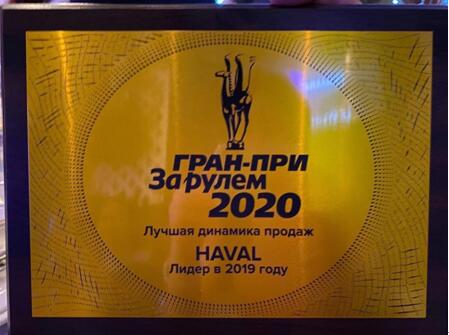 ГРАН-ПРИ
За рулем
2020
Лучшая динамика продаж
HAVAL
Лидер в 2019 году